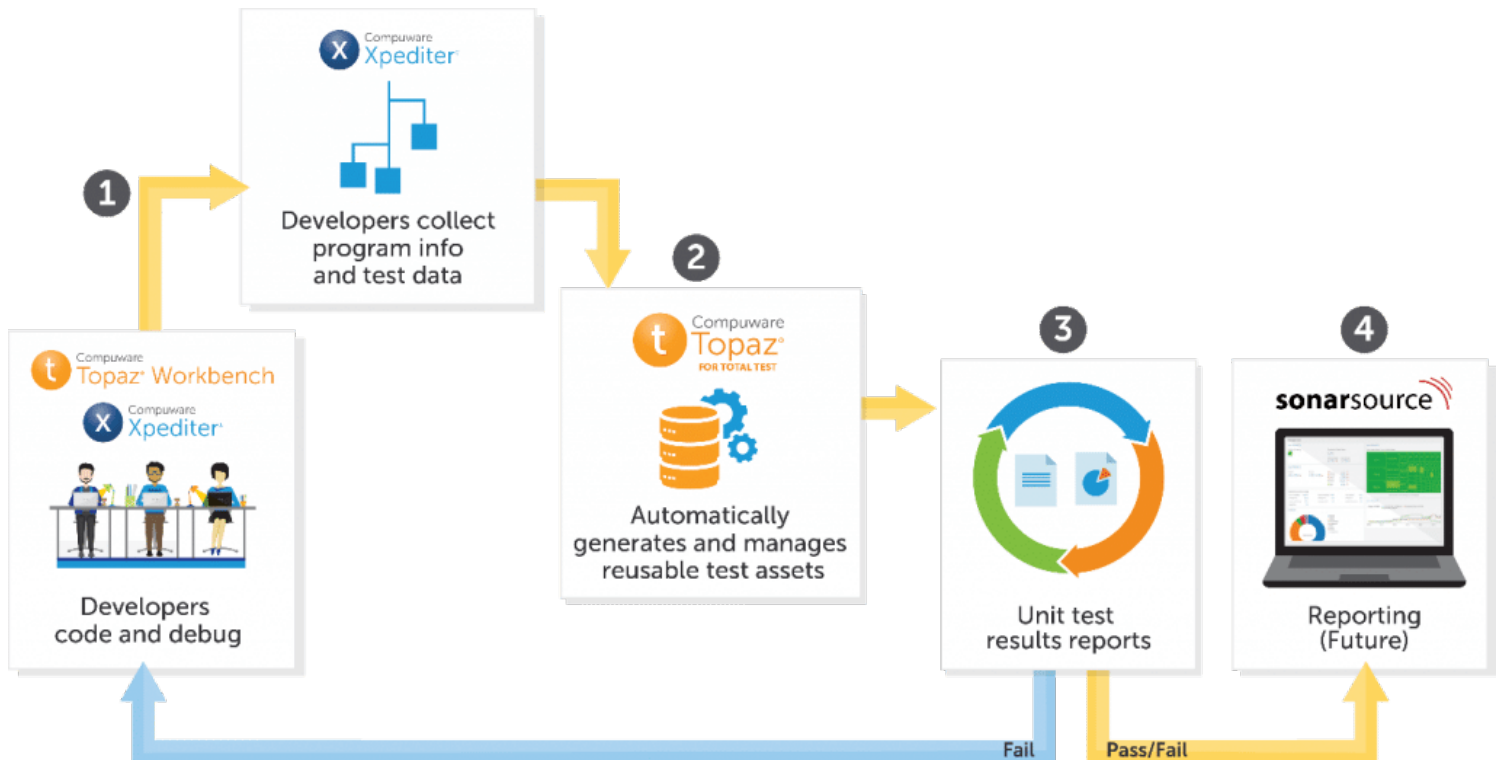 Compuware
Xpediter
Developers collect
program info
and test data
1
2
Compuware
Topaz®
FOR TOTAL TEST
Automatically
generates and manages
reusable test assets
3
Unit test
results reports
4
sonarsource
Reporting
(Future)
Compuware
Topaz® Workbench
Compuware
Xpediter
Developers
code and debug
Fail
Pass/Fail